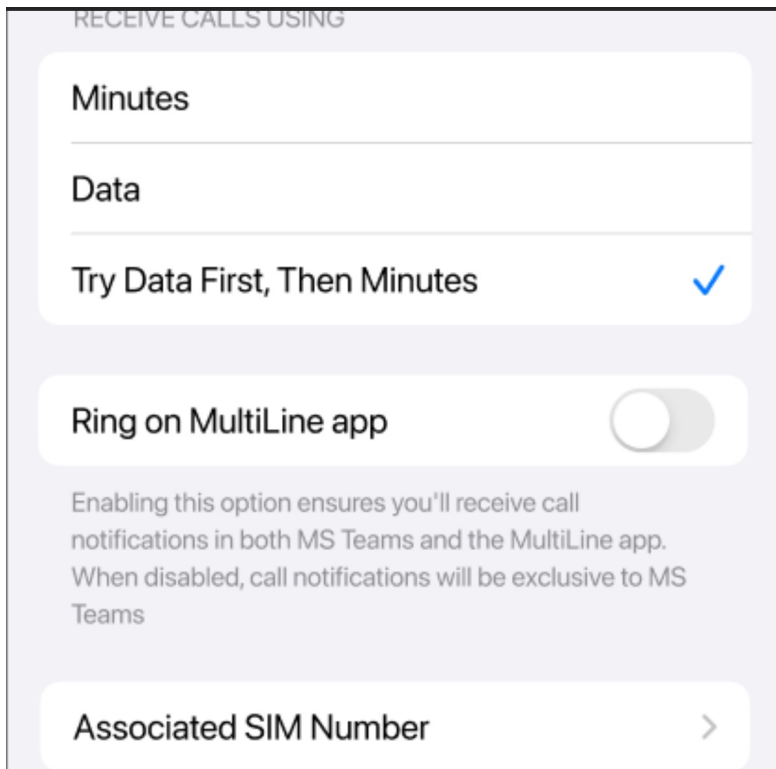 RECEIVE CALLS USING
Minutes
Data
Try Data First, Then Minutes
Ring on MultiLine app
Enabling this option ensures you'll receive call
notifications in both MS Teams and the MultiLine app.
When disabled, call notifications will be exclusive to MS
Teams
Associated SIM Number